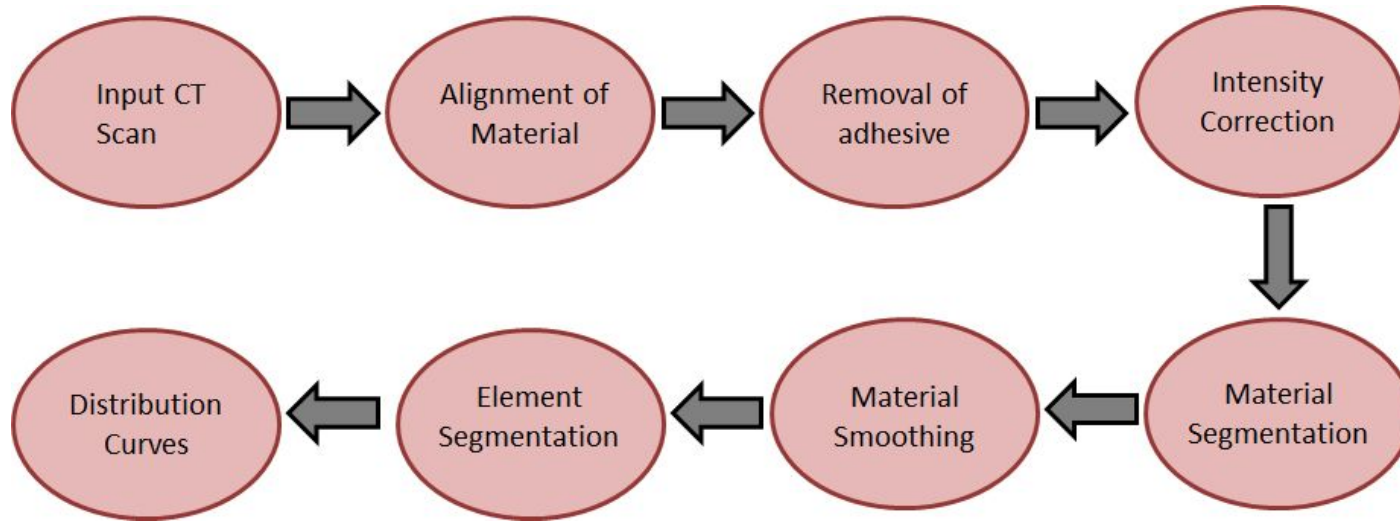 Input CT
Scan
Alignment of
Material
Removal of
adhesive
Intensity
Correction
Material
Segmentation
Material
Smoothing
Element
Segmentation
Distribution
Curves